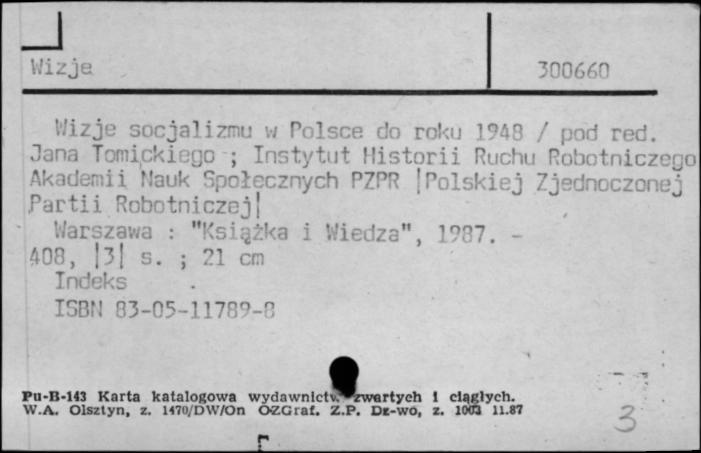 Wizje
300660
Wizje socjalizmu w Polsce do roku 1948 / pod red.
Jana Tomickiego ; Instytut Historii Ruchu Robotniczego
Akademii Nauk Społecznych PZPR |Polskiej Zjednoczonej
Partii Robotniczej|
Warszawa : "Książka i Wiedza", 1987. -
408, |3| s. ; 21 cm
Indeks
ISBN 83-05-11789-8
Pu-B-143 Karta katalogowa wydawnictw zwartych i ciągłych.
W.A. Olsztyn, z. 1470/DW/On OZGraf. Z.P. Dz-wo, z. 1003 11.87
3